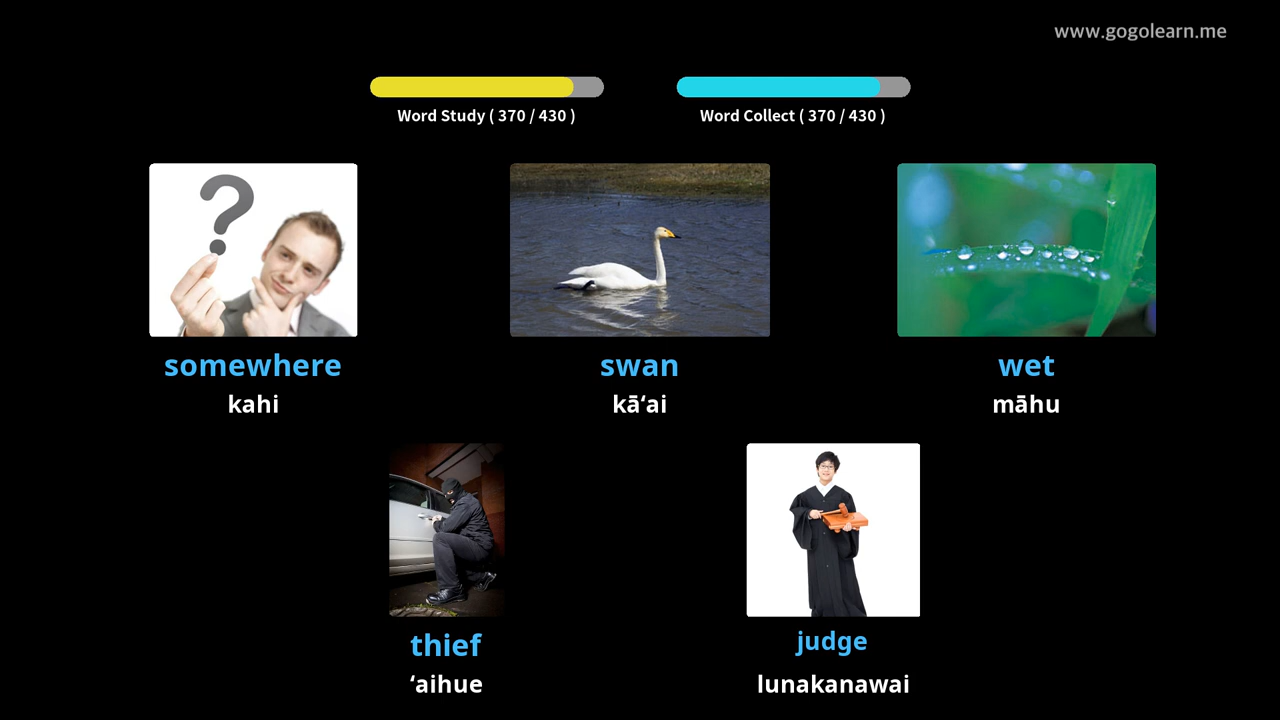 www.gogolearn.me
Word Study ( 370 / 430 )
Word Collect ( 370 / 430 )
somewhere
kahi
swan
kāʻai
wet
māhu
thief
ʻaihue
judge
lunakanawai